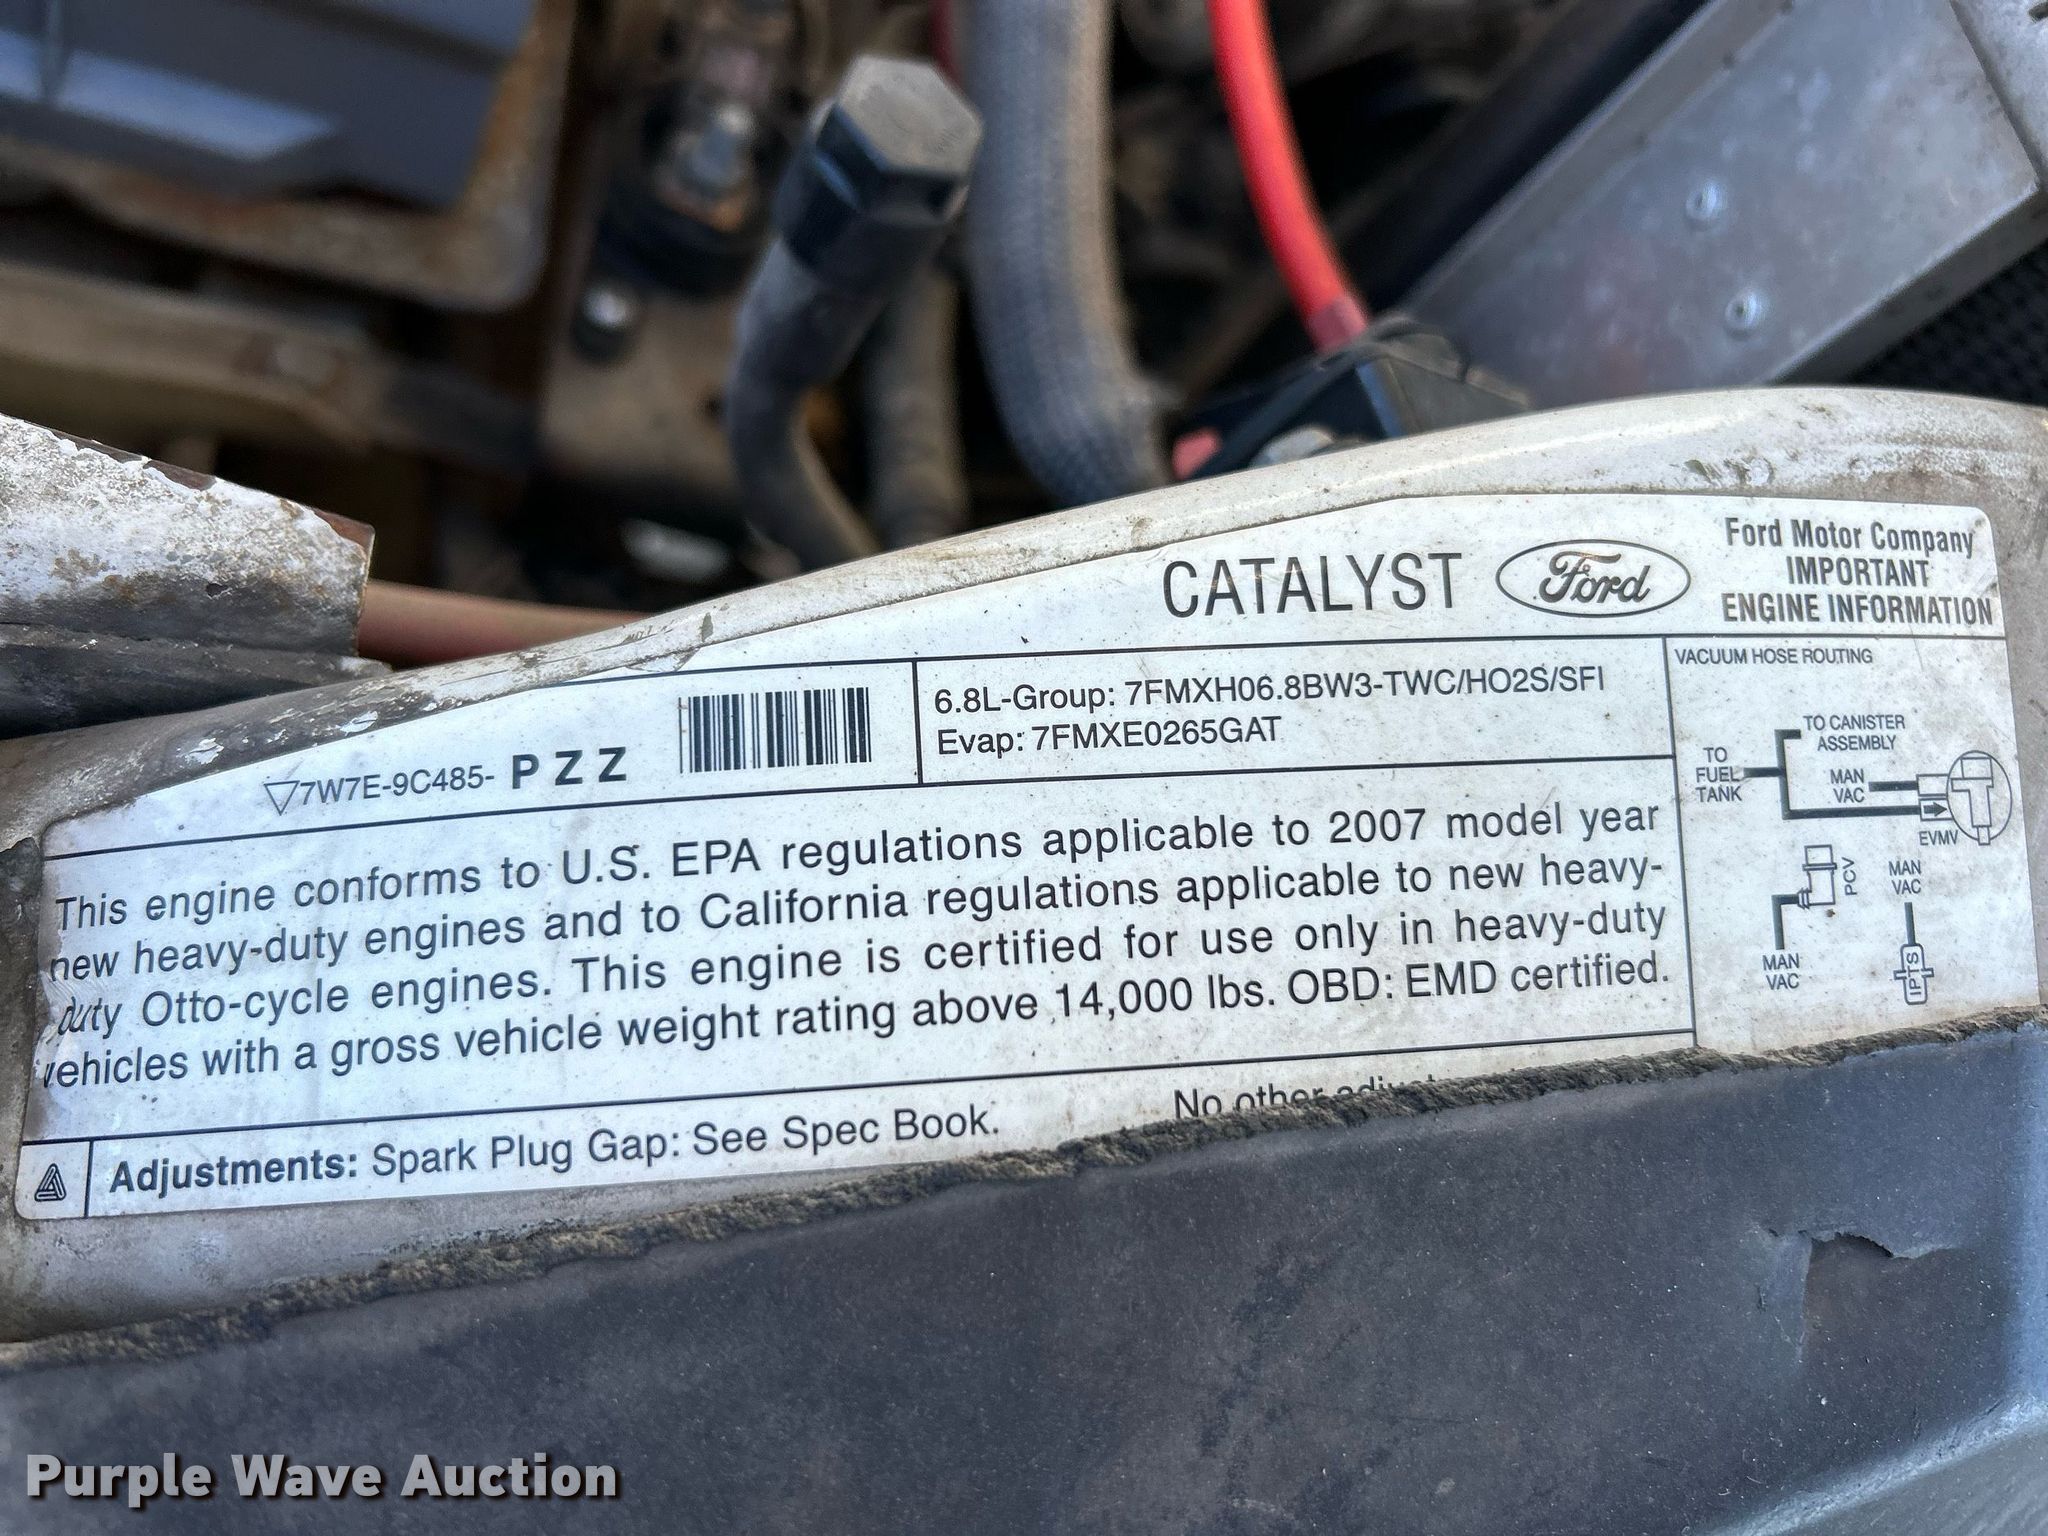 CATALYST
Ford
Ford Motor Company
IMPORTANT
ENGINE INFORMATION
7W7E-9C485- PZZ
6.8L-Group: 7FMXH06.8BW3-TWC/HO2S/SFI
Evap: 7FMXE0265GAT
This engine conforms to U.S. EPA regulations applicable to 2007 model year
new heavy-duty engines and to California regulations applicable to new heavy-
duty Otto-cycle engines. This engine is certified for use only in heavy-duty
vehicles with a gross vehicle weight rating above 14,000 lbs. OBD: EMD certified.
Adjustments: Spark Plug Gap: See Spec Book.
No other
VACUUM HOSE ROUTING
TO CANISTER
ASSEMBLY
TO
FUEL
TANK
MAN
VAC
EVMV
PCV
MAN
VAC
MAN
VAC
IPTS
Purple Wave Auction